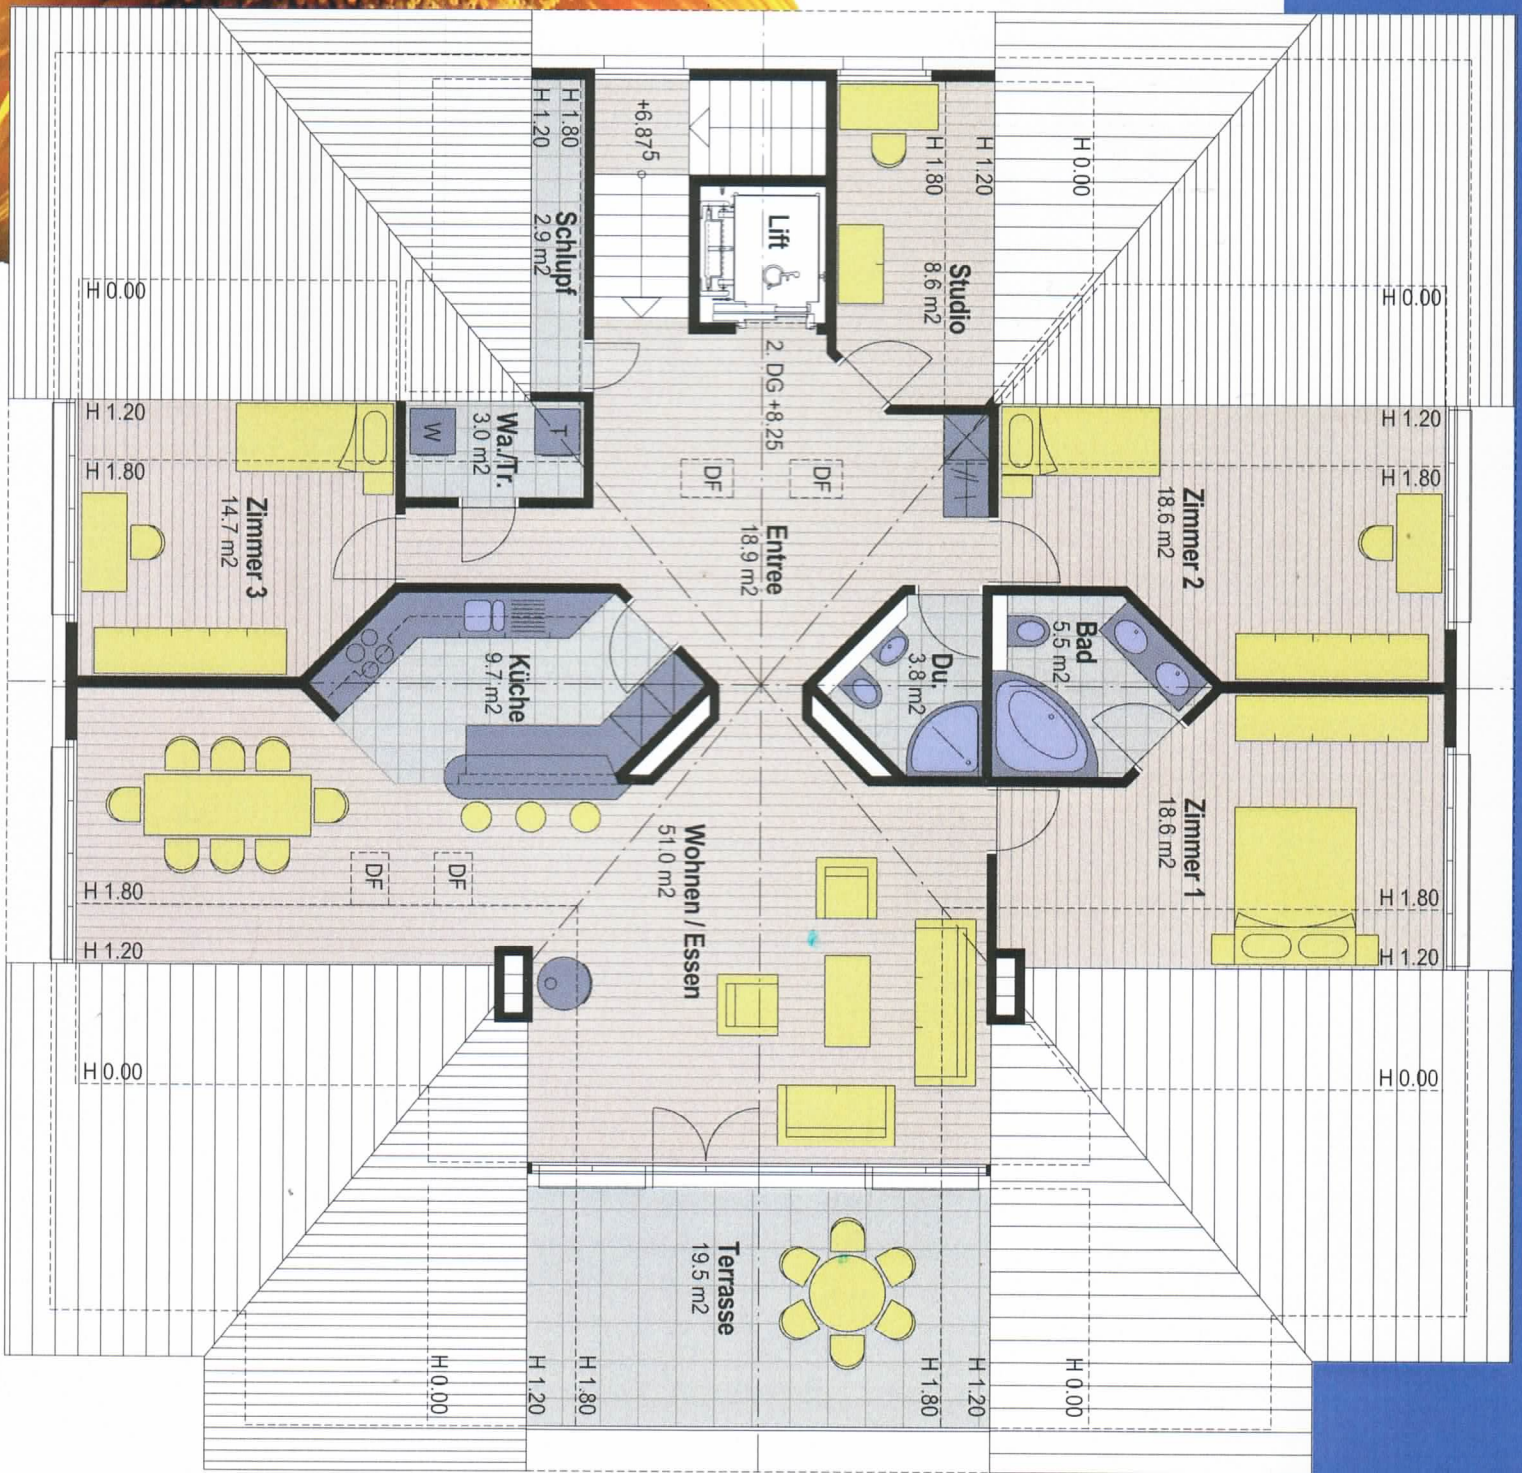 H 1.80
H 1.20
+6.875
H 1.20
H 1.80
H 0.00
Schlupf
2.9 m2
Lift
Studio
8.6 m2
H 0.00
H 0.00
2. DG +8.25
H 1.20
H 1.80
W
Wa./Tr.
3.0 m2
T
DF
DF
H 1.20
H 1.80
Zimmer 3
14.7 m2
Entree
18.9 m2
Zimmer 2
18.6 m2
Küche
9.7 m2
Du.
3.8 m2
Bad
5.5 m2
Wohnen / Essen
51.0 m2
Zimmer 1
18.6 m2
DF
DF
H 1.80
H 1.20
H 1.80
H 1.20
H 0.00
H 0.00
Terrasse
19.5 m2
H 0.00
H 1.20
H 1.80
H 1.80
H 1.20
H 0.00